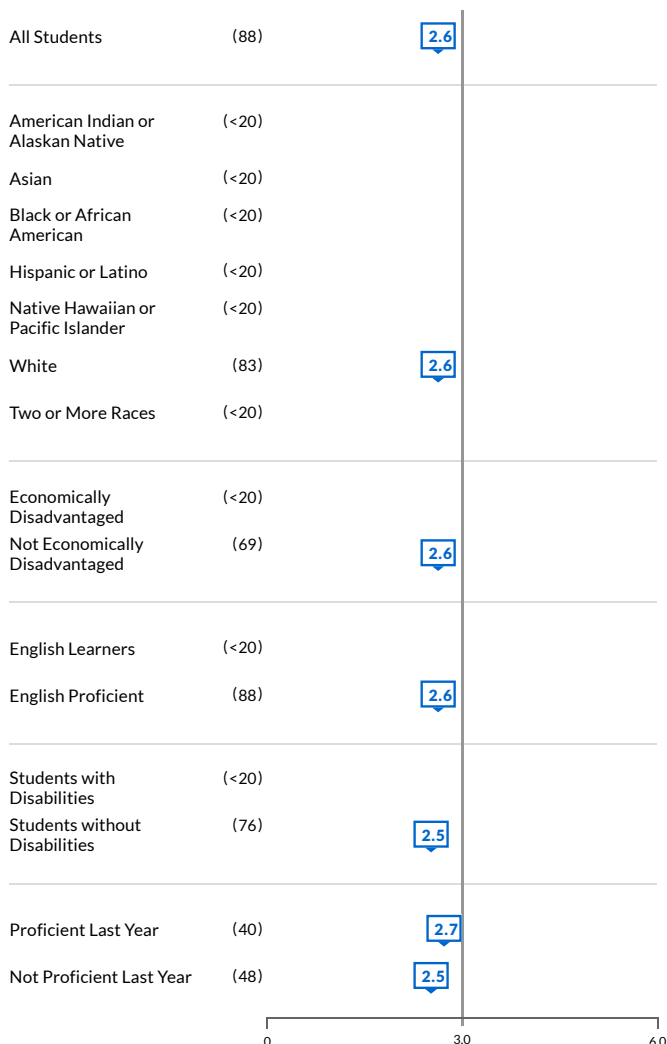 All Students (88) 2.6
American Indian or (<20)
Alaskan Native
Asian (<20)
Black or African (<20)
American
Hispanic or Latino (<20)
Native Hawaiian or (<20)
Pacific Islander
White (83) 2.6
Two or More Races (<20)
Economically (<20)
Disadvantaged
Not Economically (69) 2.6
Disadvantaged
English Learners (<20)
English Proficient (88) 2.6
Students with (<20)
Disabilities
Students without (76) 2.5
Disabilities
Proficient Last Year (40) 2.7
Not Proficient Last Year (48) 2.5
0 3.0 6.0